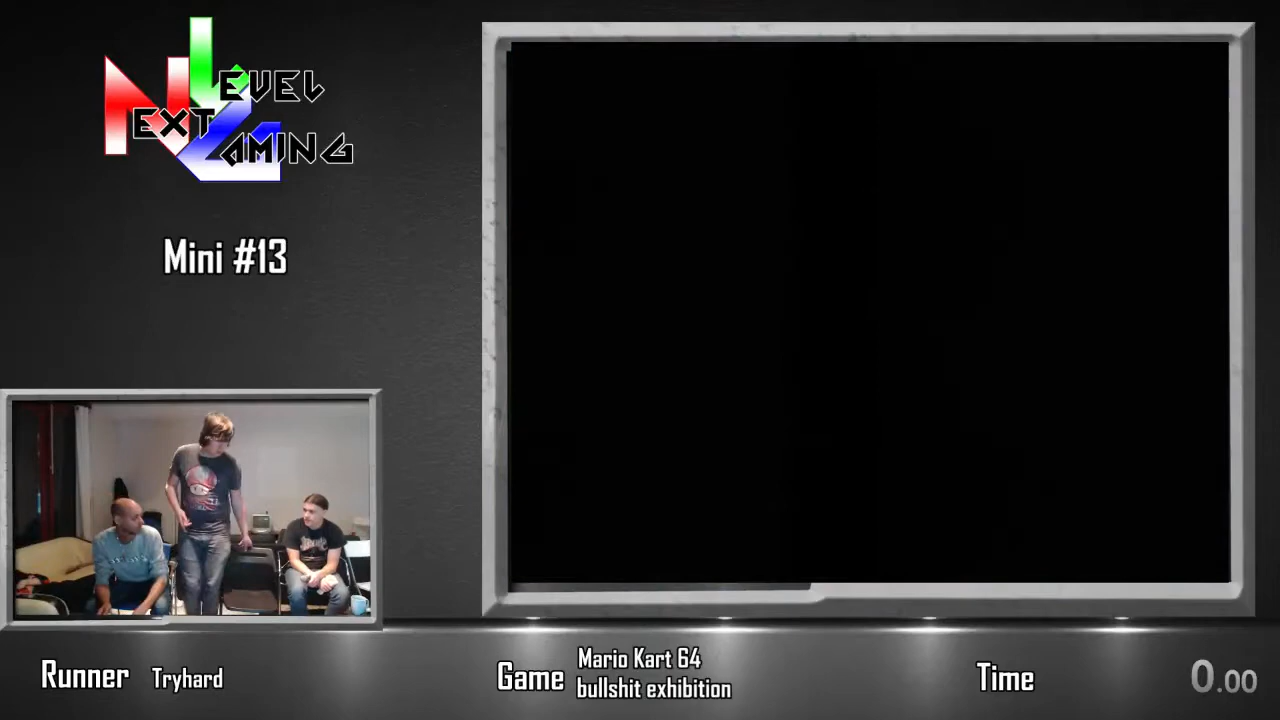 Next Level Gaming
Mini #13
Runner Tryhard
Game Mario Kart 64
bullshit exhibition
Time 0.00